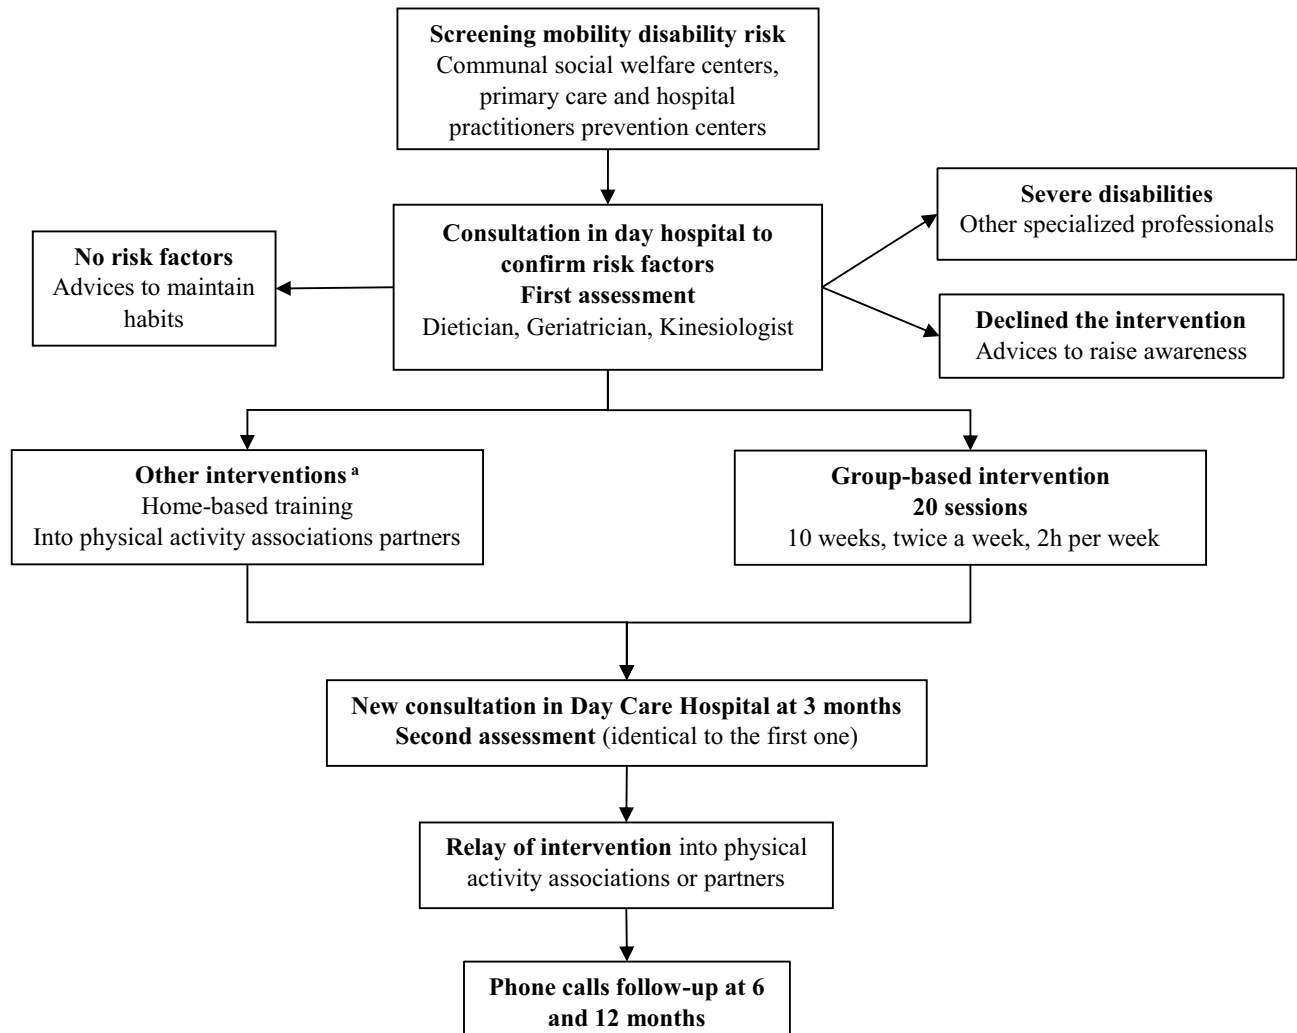 Screening mobility disability risk
Communal social welfare centers,
primary care and hospital
practitioners prevention centers
Severe disabilities
Other specialized professionals
Consultation in day hospital to
confirm risk factors
First assessment
Dietician, Geriatrician, Kinesiologist
No risk factors
Advices to maintain
habits
Declined the intervention
Advices to raise awareness
Other interventions a
Home-based training
Into physical activity associations partners
Group-based intervention
20 sessions
10 weeks, twice a week, 2h per week
New consultation in Day Care Hospital at 3 months
Second assessment (identical to the first one)
Relay of intervention into physical
activity associations or partners
Phone calls follow-up at 6
and 12 months